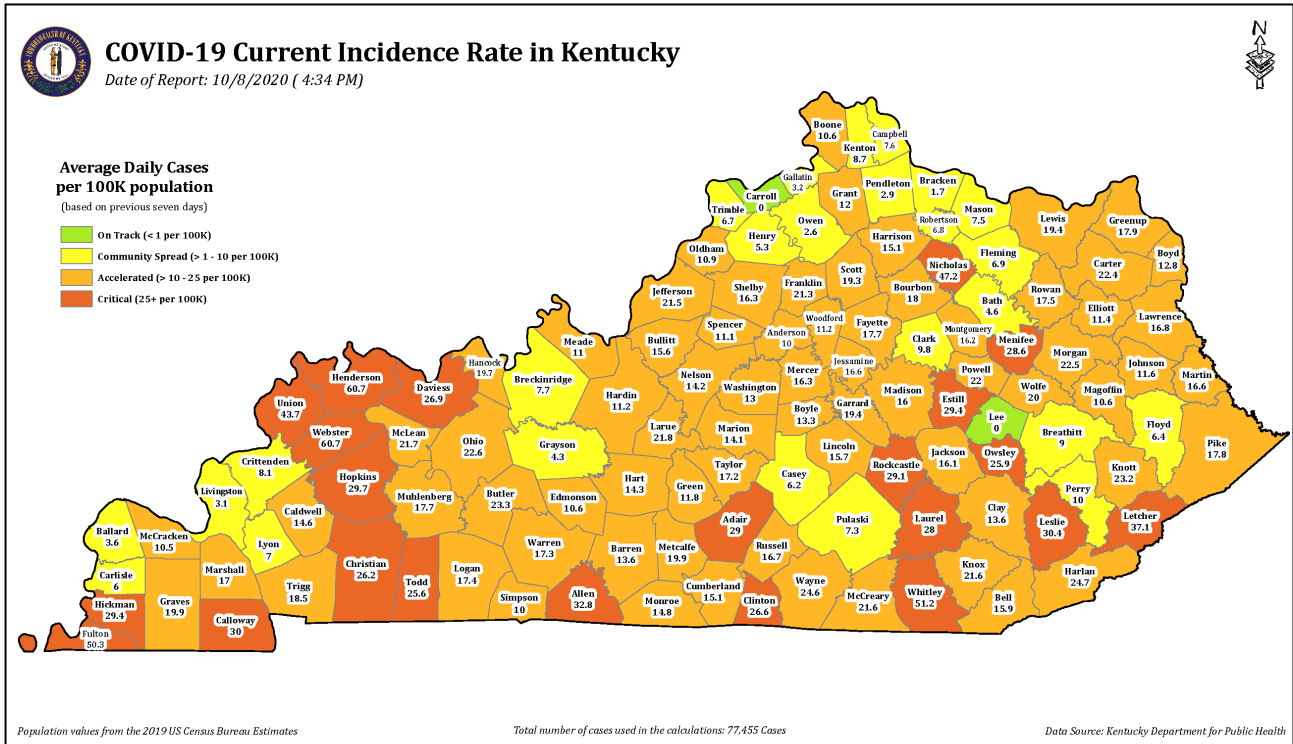 COVID-19 Current Incidence Rate in Kentucky
Date of Report: 10/8/2020 ( 4:34 PM)
N
Average Daily Cases
per 100K population
(based on previous seven days)
On Track (< 1 per 100K)
Community Spread (> 1 - 10 per 100K)
Accelerated (> 10 - 25 per 100K)
Critical (25+ per 100K)
Boone
10.6
Kenton
8.7
Campbell
7.6
Gallatin
3.2
Carroll
0
Grant
12
Pendleton
2.9
Bracken
1.7
Trimble
6.7
Owen
2.6
Robertson
6.8
Mason
7.5
Lewis
19.4
Greenup
17.9
Henry
5.3
Oldham
10.9
Harrison
15.1
Nicholas
47.2
Fleming
6.9
Carter
22.4
Boyd
12.8
Jefferson
21.5
Shelby
16.3
Franklin
21.3
Scott
19.3
Bourbon
18
Bath
4.6
Rowan
17.5
Elliott
11.4
Lawrence
16.8
Meade
11
Bullitt
15.6
Spencer
11.1
Anderson
10
Woodford
11.2
Fayette
17.7
Clark
9.8
Montgomery
16.2
Menifee
28.6
Morgan
22.5
Johnson
11.6
Martin
16.6
Hancock
19.7
Breckinridge
7.7
Hardin
11.2
Nelson
14.2
Washington
13
Mercer
16.3
Jessamine
16.6
Madison
16
Powell
22
Estill
29.4
Wolfe
20
Magoffin
10.6
Henderson
60.7
Daviess
26.9
Union
43.7
Webster
60.7
McLean
21.7
Ohio
22.6
Grayson
4.3
Larue
21.8
Marion
14.1
Boyle
13.3
Garrard
19.4
Lee
0
Breathitt
9
Floyd
6.4
Pike
17.8
Crittenden
8.1
Hopkins
29.7
Livingston
3.1
Muhlenberg
17.7
Butler
23.3
Edmonson
10.6
Hart
14.3
Green
11.8
Taylor
17.2
Casey
6.2
Lincoln
15.7
Rockcastle
29.1
Jackson
16.1
Owsley
25.9
Perry
10
Knott
23.2
Caldwell
14.6
Ballard
3.6
McCracken
10.5
Lyon
7
Warren
17.3
Barren
13.6
Metcalfe
19.9
Adair
29
Russell
16.7
Pulaski
7.3
Laurel
28
Clay
13.6
Leslie
30.4
Letcher
37.1
Carlisle
6
Marshall
17
Christian
26.2
Todd
25.6
Logan
17.4
Trigg
18.5
Simpson
10
Allen
32.8
Monroe
14.8
Cumberland
15.1
Clinton
26.6
Wayne
24.6
McCreary
21.6
Whitley
51.2
Knox
21.6
Bell
15.9
Harlan
24.7
Hickman
29.4
Graves
19.9
Calloway
30
Fulton
50.3
Population values from the 2019 US Census Bureau Estimates
Total number of cases used in the calculations: 77,455 Cases
Data Source: Kentucky Department for Public Health